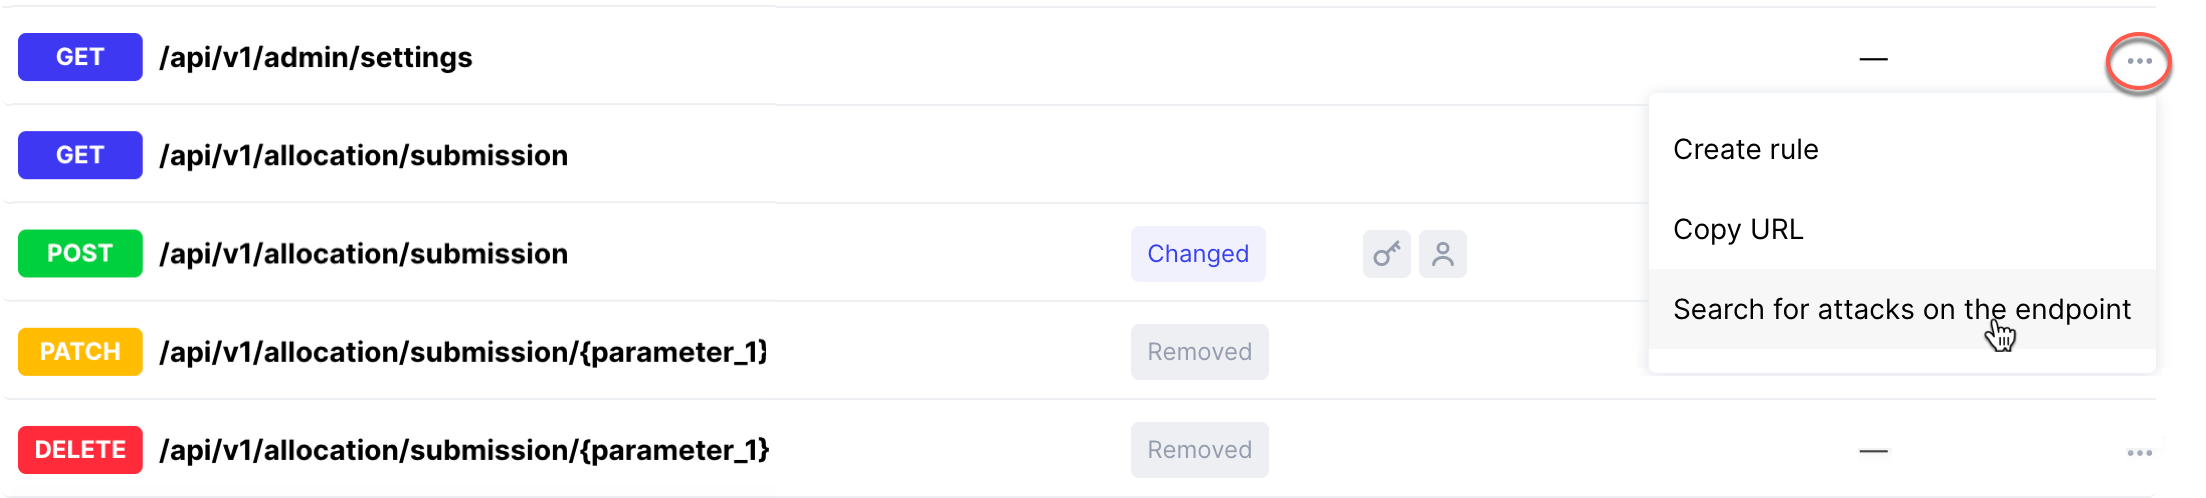 GET /api/v1/admin/settings —
GET /api/v1/allocation/submission
Create rule
POST /api/v1/allocation/submission Changed
Copy URL
Search for attacks on the endpoint
PATCH /api/v1/allocation/submission/{parameter_1} Removed
DELETE /api/v1/allocation/submission/{parameter_1} Removed —